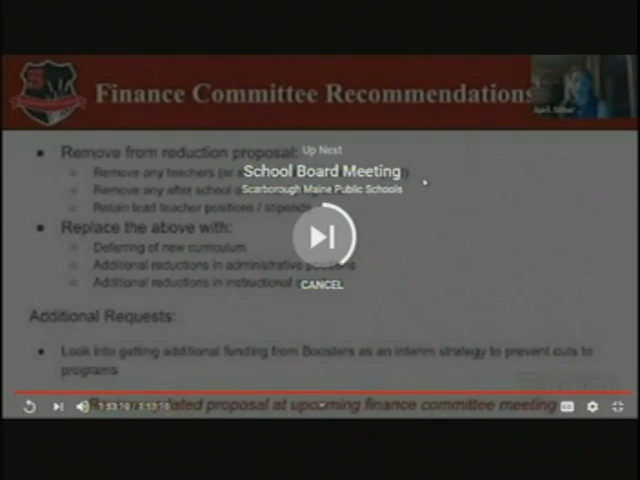 Finance Committee Recommendations
Up Next
Remove from reduction proposal:
School Board Meeting
Remove any teachers
Scarborough Maine Public Schools
Remove any after school
Retain lead teacher positions / stipends
Replace the above with:
Deferring of new curriculum
Additional reductions in administrative positions
Additional reductions in instructional
CANCEL
Additional Requests:
Look into getting additional funding from Boosters as an interim strategy to prevent cuts to
programs
proposal at upcoming finance committee meeting